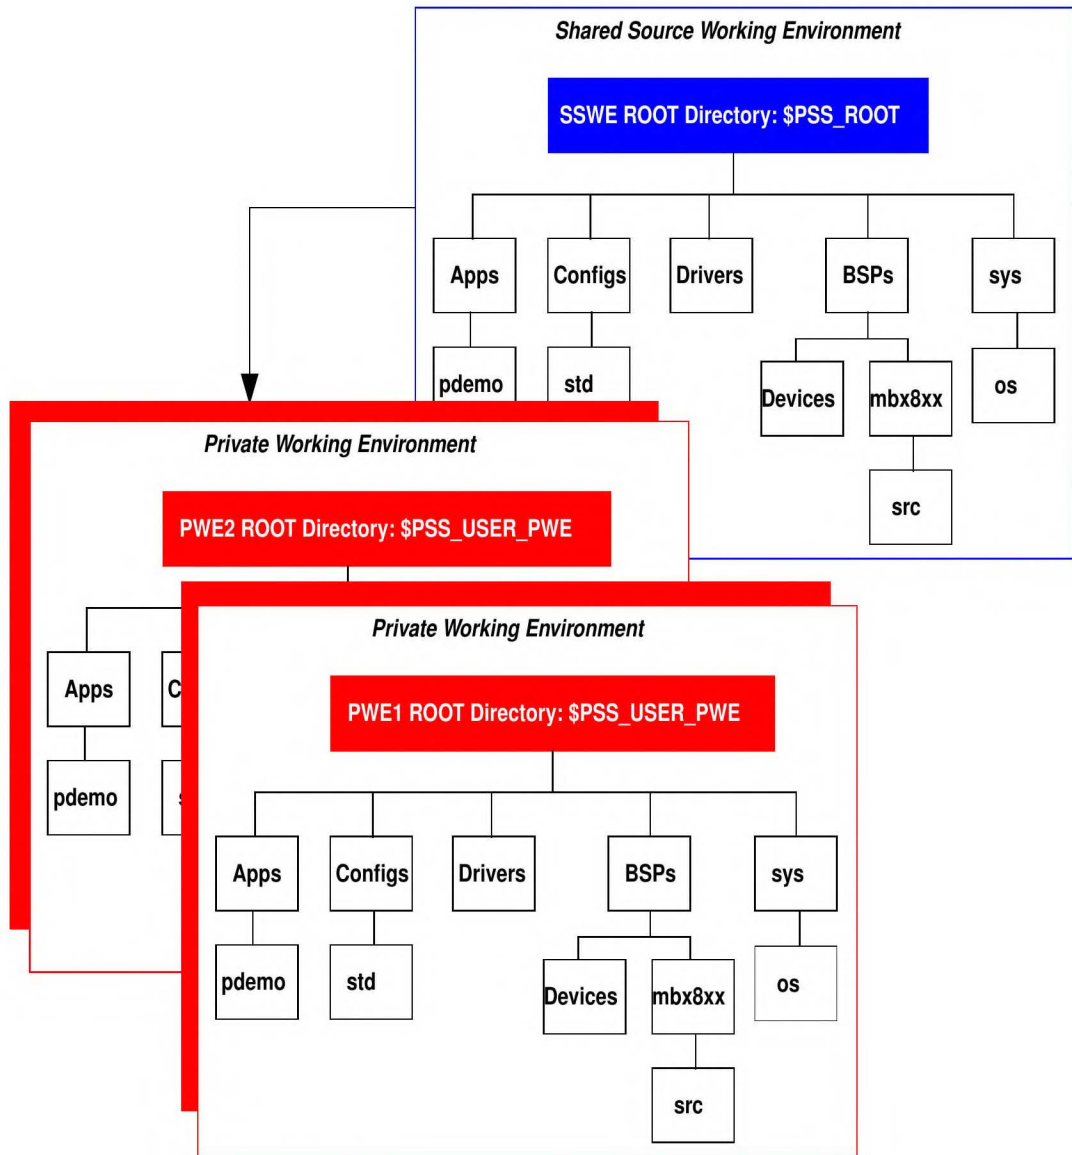 Shared Source Working Environment
SSWE ROOT Directory: $PSS_ROOT
Apps Configs Drivers BSPs sys
pdemo std Devices mbx8xx os
src
Private Working Environment
PWE2 ROOT Directory: $PSS_USER_PWE
Apps
pdemo
Private Working Environment
PWE1 ROOT Directory: $PSS_USER_PWE
Apps Configs Drivers BSPs sys
pdemo std Devices mbx8xx os
src